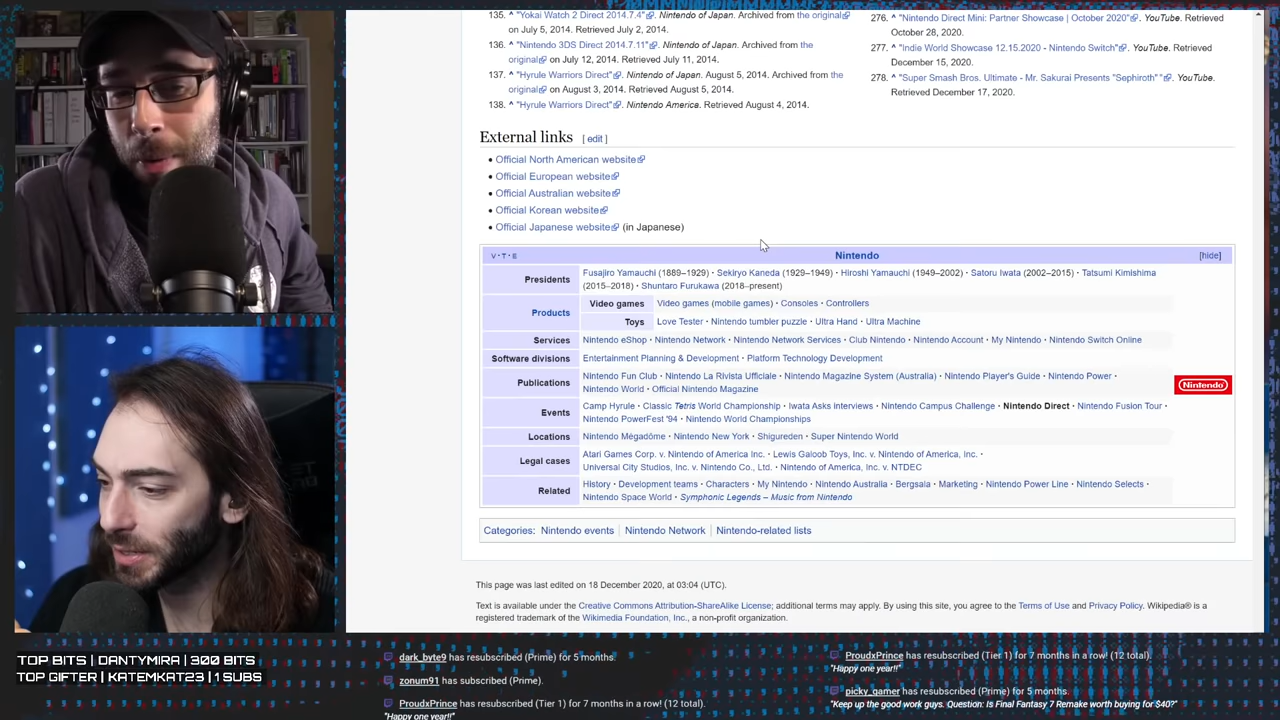 135. ^ "Yokai Watch 2 Direct 2014.7.4". Nintendo of Japan. Archived from the original
on July 5, 2014. Retrieved July 2, 2014.
136. ^ "Nintendo 3DS Direct 2014.7.11". Nintendo of Japan. Archived from the
original on July 12, 2014. Retrieved July 11, 2014.
137. ^ "Hyrule Warriors Direct". Nintendo of Japan. August 5, 2014. Archived from the
original on August 3, 2014. Retrieved August 5, 2014.
138. ^ "Hyrule Warriors Direct". Nintendo America. Retrieved August 4, 2014.
276. ^ "Nintendo Direct Mini: Partner Showcase | October 2020". YouTube. Retrieved
October 28, 2020.
277. ^ "Indie World Showcase 12.15.2020 - Nintendo Switch". YouTube. Retrieved
December 15, 2020.
278. ^ "Super Smash Bros. Ultimate - Mr. Sakurai Presents "Sephiroth" ". YouTube.
Retrieved December 17, 2020.
External links [ edit ]
• Official North American website
• Official European website
• Official Australian website
• Official Korean website
• Official Japanese website (in Japanese)
V · T · E Nintendo [hide]
Presidents Fusajiro Yamauchi (1889–1929) · Sekiryo Kaneda (1929–1949) · Hiroshi Yamauchi (1949–2002) · Satoru Iwata (2002–2015) · Tatsumi Kimishima
(2015–2018) · Shuntaro Furukawa (2018–present)
Products
Video games Video games (mobile games) · Consoles · Controllers
Toys Love Tester · Nintendo tumbler puzzle · Ultra Hand · Ultra Machine
Services Nintendo eShop · Nintendo Network · Nintendo Network Services · Club Nintendo · Nintendo Account · My Nintendo · Nintendo Switch Online
Software divisions Entertainment Planning & Development · Platform Technology Development
Publications Nintendo Fun Club · Nintendo La Rivista Ufficiale · Nintendo Magazine System (Australia) · Nintendo Player's Guide · Nintendo Power ·
Nintendo World · Official Nintendo Magazine
Nintendo
Events Camp Hyrule · Classic Tetris World Championship · Iwata Asks interviews · Nintendo Campus Challenge · Nintendo Direct · Nintendo Fusion Tour ·
Nintendo PowerFest '94 · Nintendo World Championships
Locations Nintendo Mégadôme · Nintendo New York · Shigureden · Super Nintendo World
Legal cases Atari Games Corp. v. Nintendo of America Inc. · Lewis Galoob Toys, Inc. v. Nintendo of America, Inc. ·
Universal City Studios, Inc. v. Nintendo Co., Ltd. · Nintendo of America, Inc. v. NTDEC
Related History · Development teams · Characters · My Nintendo · Nintendo Australia · Bergsala · Marketing · Nintendo Power Line · Nintendo Selects ·
Nintendo Space World · Symphonic Legends – Music from Nintendo
Categories: Nintendo events | Nintendo Network | Nintendo-related lists
This page was last edited on 18 December 2020, at 03:04 (UTC).
Text is available under the Creative Commons Attribution-ShareAlike License; additional terms may apply. By using this site, you agree to the Terms of Use and Privacy Policy. Wikipedia® is a
registered trademark of the Wikimedia Foundation, Inc., a non-profit organization.
TOP BITS | DANTYMIRA | 300 BITS
TOP GIFTER | KATEMKAT23 | 1 SUBS
dark_byte9 has resubscribed (Prime) for 5 months.
zonum91 has subscribed (Prime).
ProudxPrince has resubscribed (Tier 1) for 7 months in a row! (12 total).
"Happy one year!!"
ProudxPrince has resubscribed (Tier 1) for 7 months in a row! (12 total).
"Happy one year!!"
picky_gamer has resubscribed (Prime) for 5 months.
"Keep up the good work guys. Question: Is Final Fantasy 7 Remake worth buying for $40?"